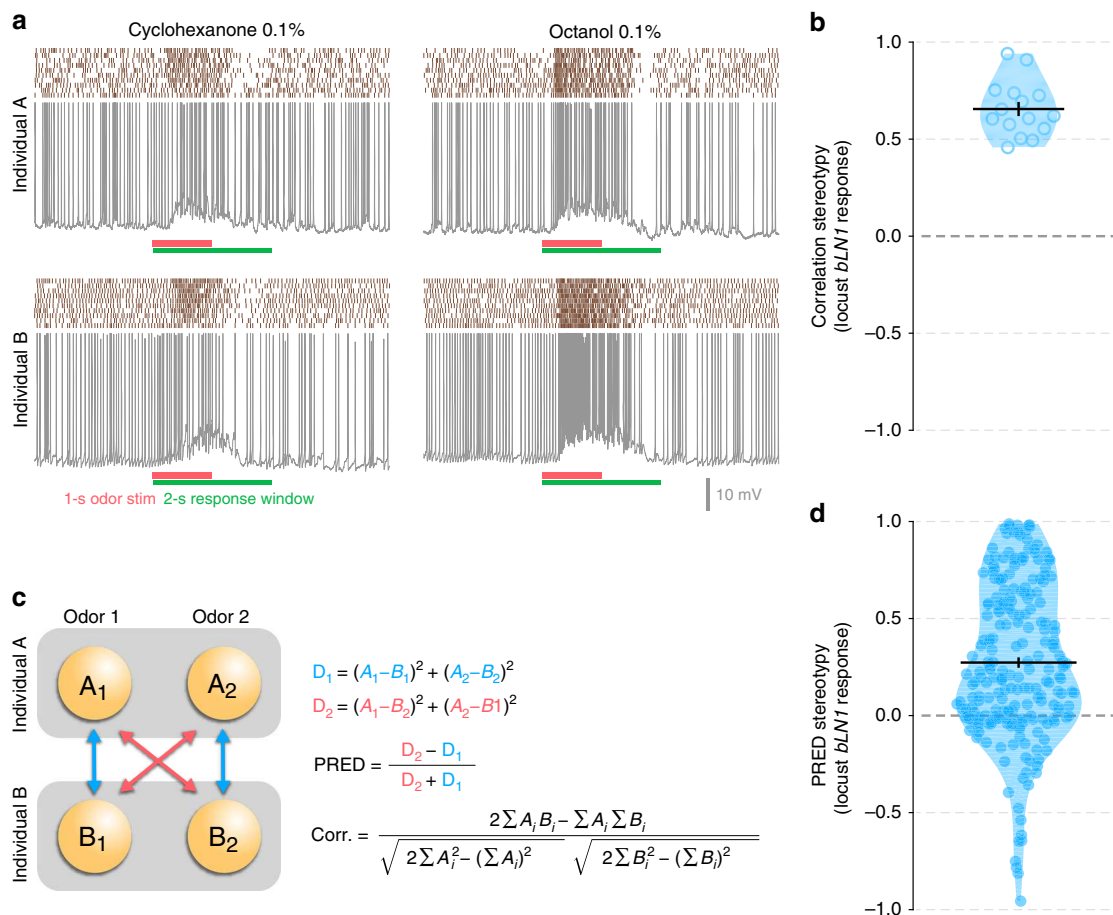 a
Cyclohexanone 0.1%
Octanol 0.1%
Individual A
Individual B
1-s odor stim 2-s response window
10 mV
b
Correlation stereotypy
(locust bLN1 response)
1.0
0.5
0.0
−0.5
−1.0
c
Odor 1 Odor 2
Individual A
A1 A2
Individual B
B1 B2
D1 = (A1−B1)² + (A2−B2)²
D2 = (A1−B2)² + (A2−B1)²
PRED = (D2 − D1) / (D2 + D1)
Corr. = (2∑AiBi − ∑Ai∑Bi) / (√(2∑Ai² − (∑Ai)²) √(2∑Bi² − (∑Bi)²))
d
PRED stereotypy
(locust bLN1 response)
1.0
0.5
0.0
−0.5
−1.0